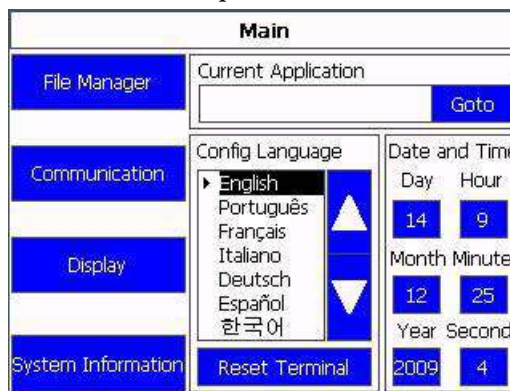 Main
File Manager
Current Application
Goto
Communication
Config Language
English
Português
Français
Italiano
Deutsch
Español
한국어
Date and Time
Day Hour
14 9
Month Minute
12 25
Year Second
2009 4
Display
System Information
Reset Terminal